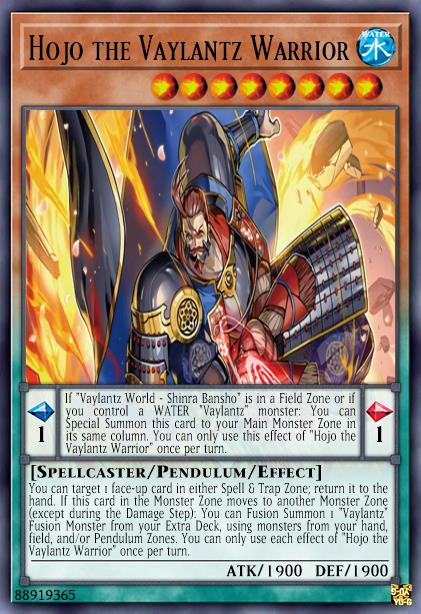 Hojo the Vaylantz Warrior
WATER
水
If "Vaylantz World - Shinra Bansho" is in a Field Zone or if
you control a WATER "Vaylantz" monster: You can
Special Summon this card to your Main Monster Zone in
its same column. You can only use this effect of "Hojo
the Vaylantz Warrior" once per turn.
1
1
[Spellcaster/Pendulum/Effect]
You can target 1 face-up card in either Spell & Trap Zone; return it to the
hand. If this card in the Monster Zone moves to another Monster Zone
(except during the Damage Step): You can Fusion Summon 1 "Vaylantz"
Fusion Monster from your Extra Deck, using monsters from your hand,
field, and/or Pendulum Zones. You can only use each effect of "Hojo the
Vaylantz Warrior" once per turn.
ATK/1900 DEF/1900
88919365